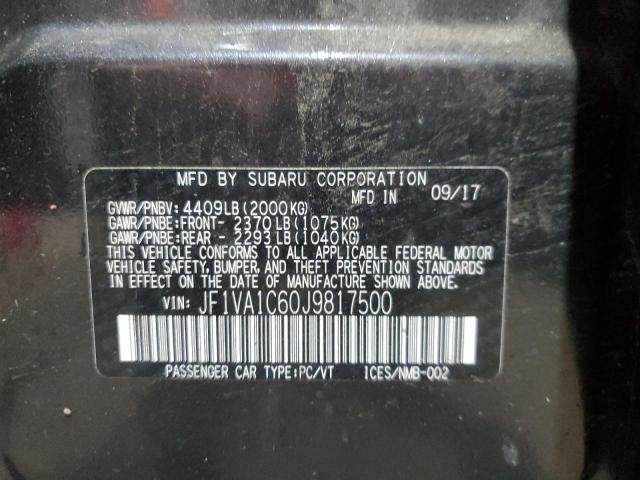 MFD BY SUBARU CORPORATION
MFD IN 09/17
GVWR/PNBV: 4409LB(2000KG)
GAWR/PNBE:FRONT- 2370LB(1075KG)
GAWR/PNBE:REAR - 2293LB(1040KG)
THIS VEHICLE CONFORMS TO ALL APPLICABLE FEDERAL MOTOR
VEHICLE SAFETY, BUMPER, AND THEFT PREVENTION STANDARDS
IN EFFECT ON THE DATE OF MANUFACTURE SHOWN ABOVE.
VIN: JF1VA1C60J9817500
PASSENGER CAR TYPE:PC/VT 1CES/NMB-002